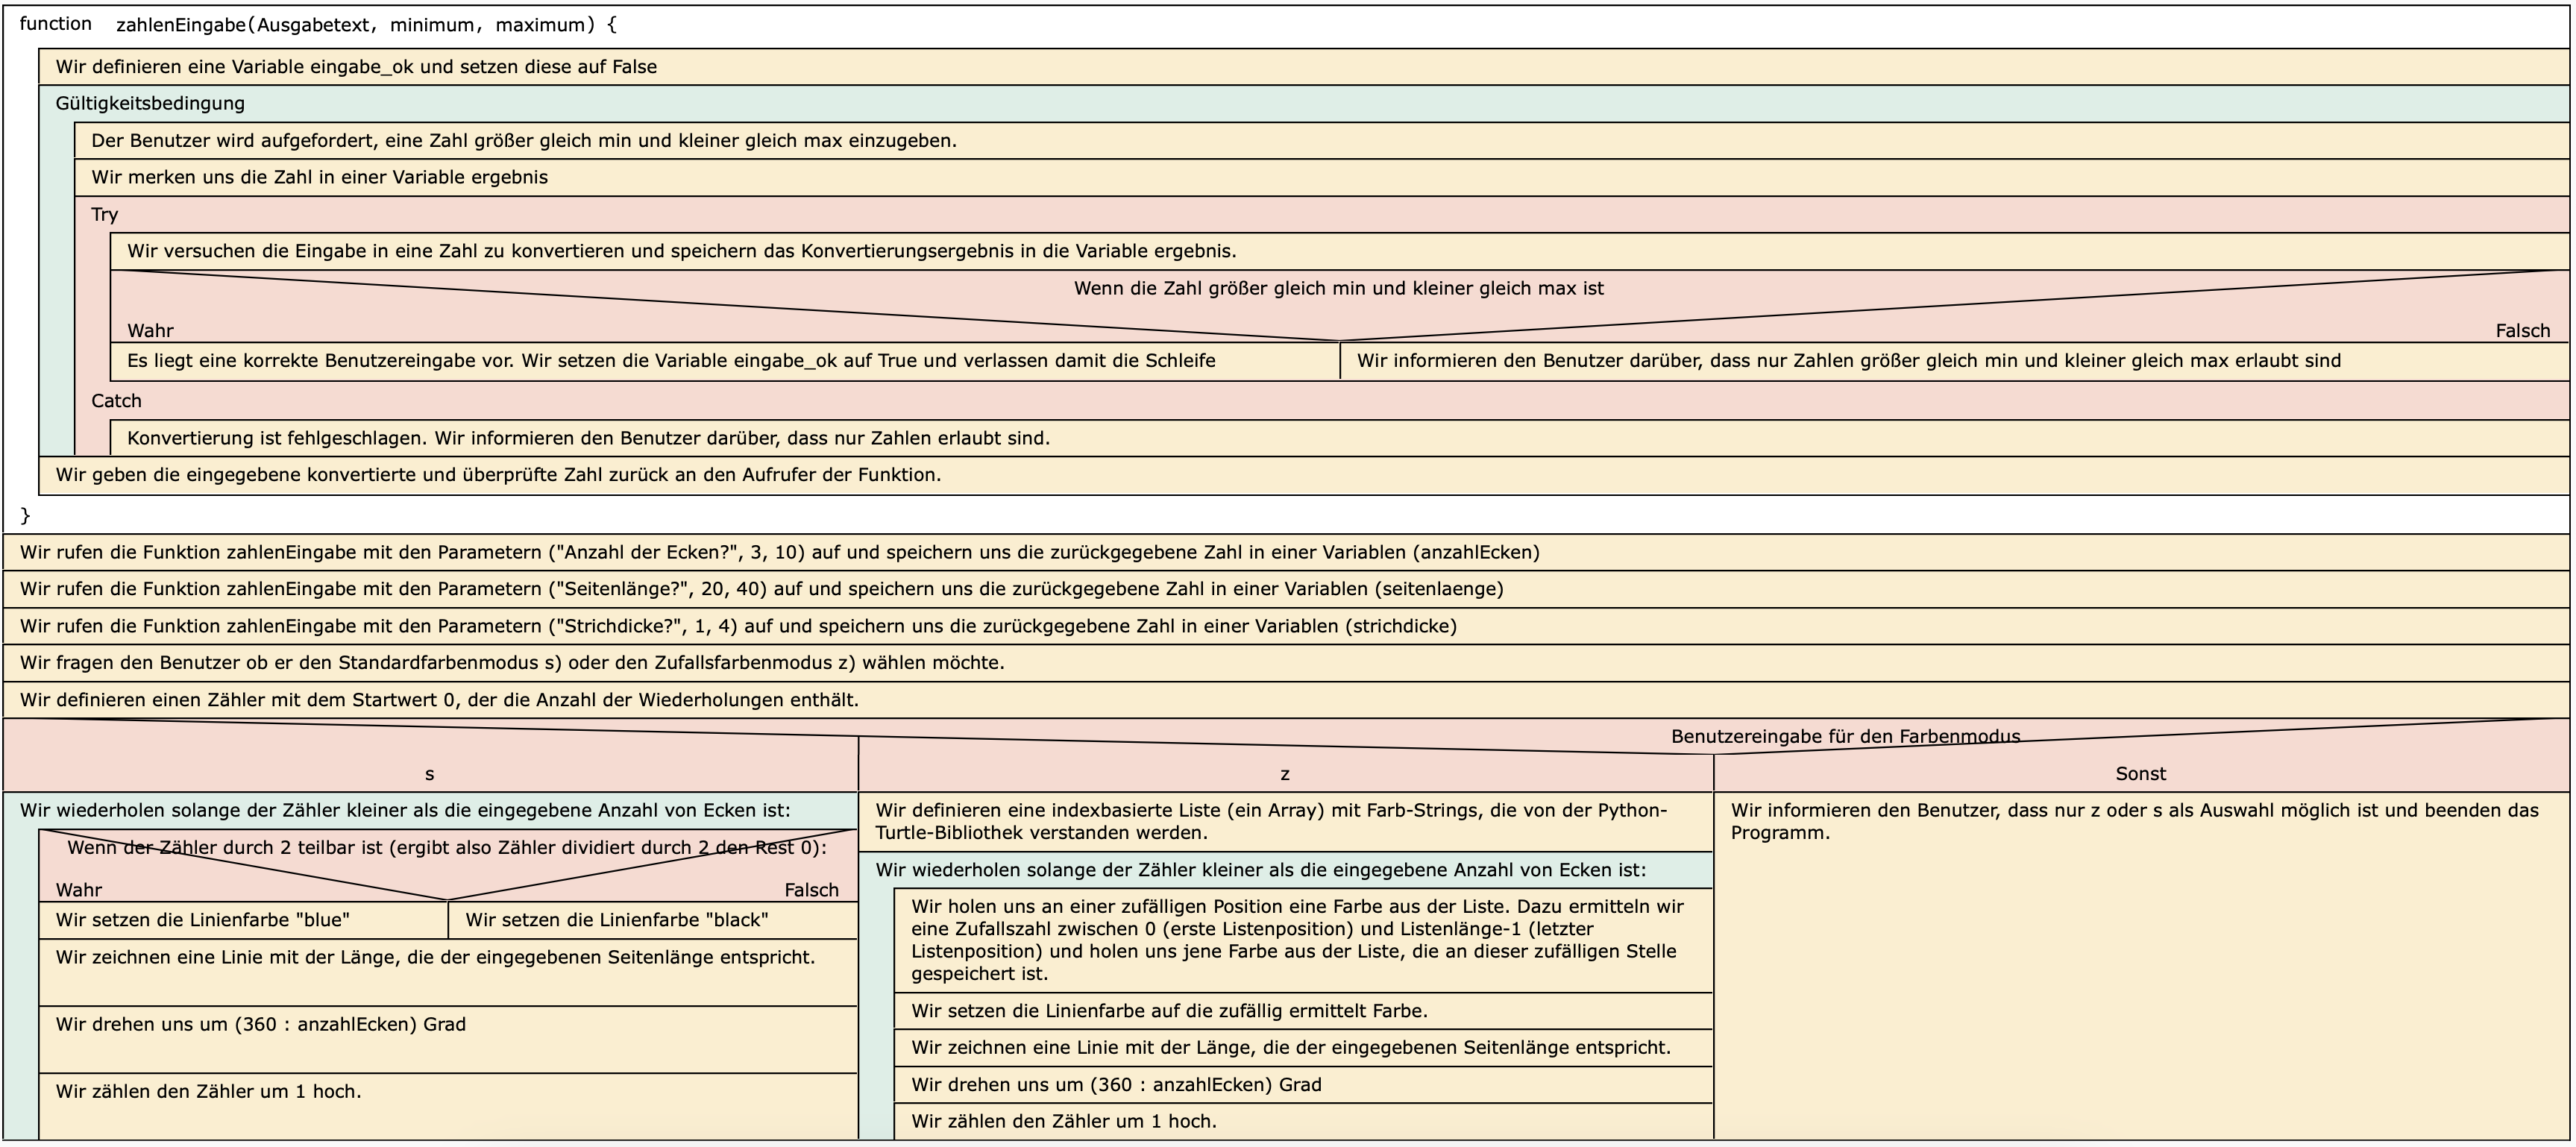 function zahlenEingabe(Ausgabetext, minimum, maximum) {
Wir definieren eine Variable eingabe_ok und setzen diese auf False
Gültigkeitsbedingung
Der Benutzer wird aufgefordert, eine Zahl größer gleich min und kleiner gleich max einzugeben.
Wir merken uns die Zahl in einer Variable ergebnis
Try
Wir versuchen die Eingabe in eine Zahl zu konvertieren und speichern das Konvertierungsergebnis in die Variable ergebnis.
Wenn die Zahl größer gleich min und kleiner gleich max ist
Wahr
Falsch
Es liegt eine korrekte Benutzereingabe vor. Wir setzen die Variable eingabe_ok auf True und verlassen damit die Schleife
Wir informieren den Benutzer darüber, dass nur Zahlen größer gleich min und kleiner gleich max erlaubt sind
Catch
Konvertierung ist fehlgeschlagen. Wir informieren den Benutzer darüber, dass nur Zahlen erlaubt sind.
Wir geben die eingegebene konvertierte und überprüfte Zahl zurück an den Aufrufer der Funktion.
}
Wir rufen die Funktion zahlenEingabe mit den Parametern ("Anzahl der Ecken?", 3, 10) auf und speichern uns die zurückgegebene Zahl in einer Variablen (anzahlEcken)
Wir rufen die Funktion zahlenEingabe mit den Parametern ("Seitenlänge?", 20, 40) auf und speichern uns die zurückgegebene Zahl in einer Variablen (seitenlaenge)
Wir rufen die Funktion zahlenEingabe mit den Parametern ("Strichdicke?", 1, 4) auf und speichern uns die zurückgegebene Zahl in einer Variablen (strichdicke)
Wir fragen den Benutzer ob er den Standardfarbenmodus s) oder den Zufallsfarbenmodus z) wählen möchte.
Wir definieren einen Zähler mit dem Startwert 0, der die Anzahl der Wiederholungen enthält.
Benutzereingabe für den Farbenmodus
s
z
Sonst
Wir wiederholen solange der Zähler kleiner als die eingegebene Anzahl von Ecken ist:
Wenn der Zähler durch 2 teilbar ist (ergibt also Zähler dividiert durch 2 den Rest 0):
Wahr
Falsch
Wir setzen die Linienfarbe "blue"
Wir setzen die Linienfarbe "black"
Wir zeichnen eine Linie mit der Länge, die der eingegebenen Seitenlänge entspricht.
Wir drehen uns um (360 : anzahlEcken) Grad
Wir zählen den Zähler um 1 hoch.
Wir definieren eine indexbasierte Liste (ein Array) mit Farb-Strings, die von der Python-
Turtle-Bibliothek verstanden werden.
Wir wiederholen solange der Zähler kleiner als die eingegebene Anzahl von Ecken ist:
Wir holen uns an einer zufälligen Position eine Farbe aus der Liste. Dazu ermitteln wir
eine Zufallszahl zwischen 0 (erste Listenposition) und Listenlänge-1 (letzter
Listenposition) und holen uns jene Farbe aus der Liste, die an dieser zufälligen Stelle
gespeichert ist.
Wir setzen die Linienfarbe auf die zufällig ermittelt Farbe.
Wir zeichnen eine Linie mit der Länge, die der eingegebenen Seitenlänge entspricht.
Wir drehen uns um (360 : anzahlEcken) Grad
Wir zählen den Zähler um 1 hoch.
Wir informieren den Benutzer, dass nur z oder s als Auswahl möglich ist und beenden das
Programm.